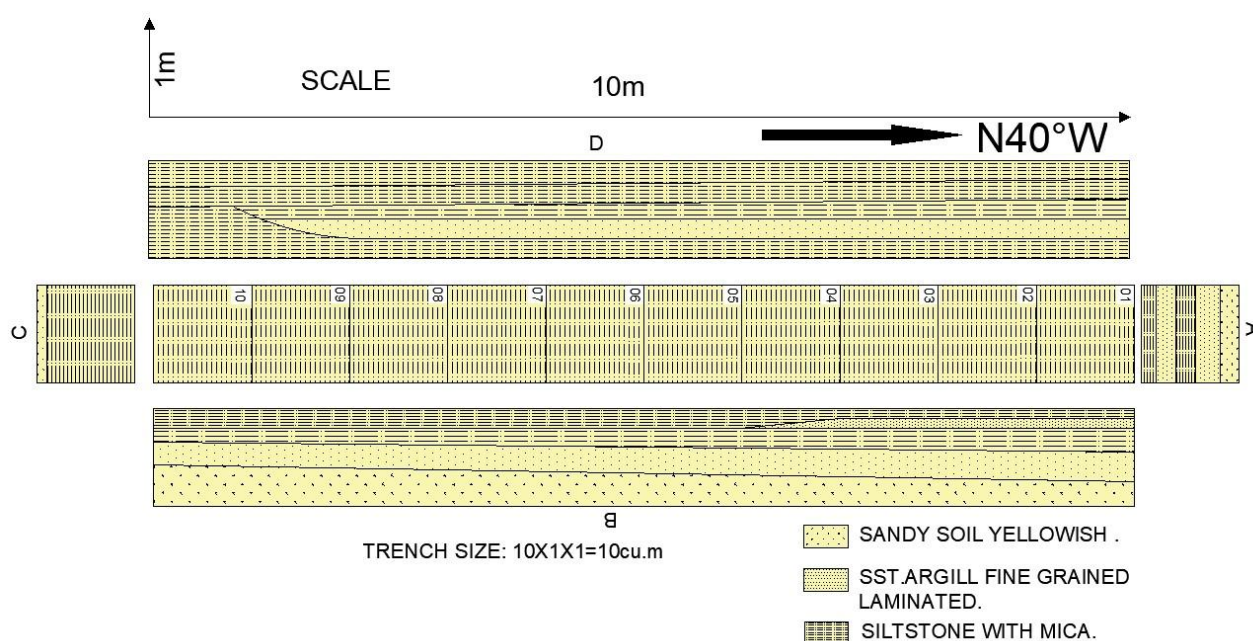 1m
SCALE
10m
N40°W
D
10 09 08 07 06 05 04 03 02 01
C
A
B
TRENCH SIZE: 10X1X1=10cu.m
SANDY SOIL YELLOWISH .
SST.ARGILL FINE GRAINED
LAMINATED.
SILTSTONE WITH MICA.